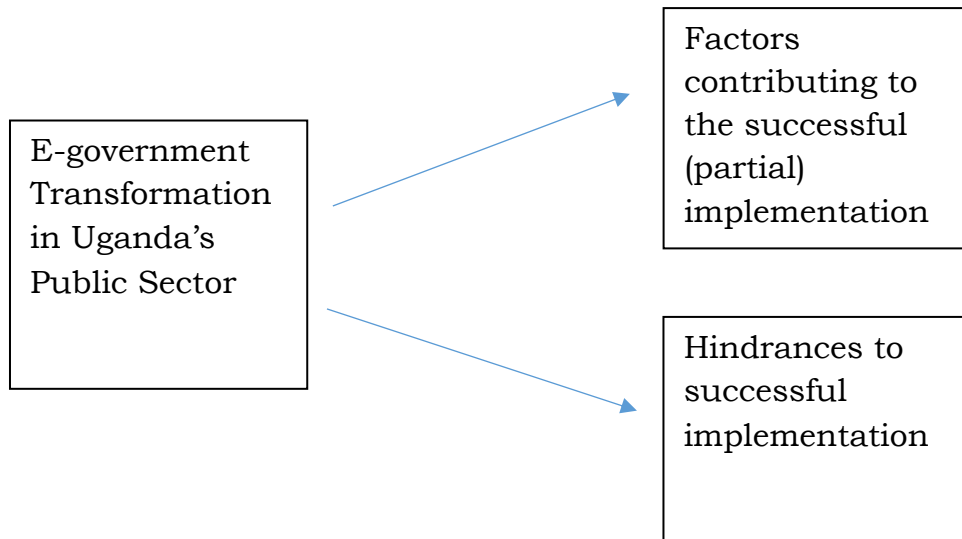 E-government
Transformation
in Uganda’s
Public Sector
Factors
contributing to
the successful
(partial)
implementation
Hindrances to
successful
implementation